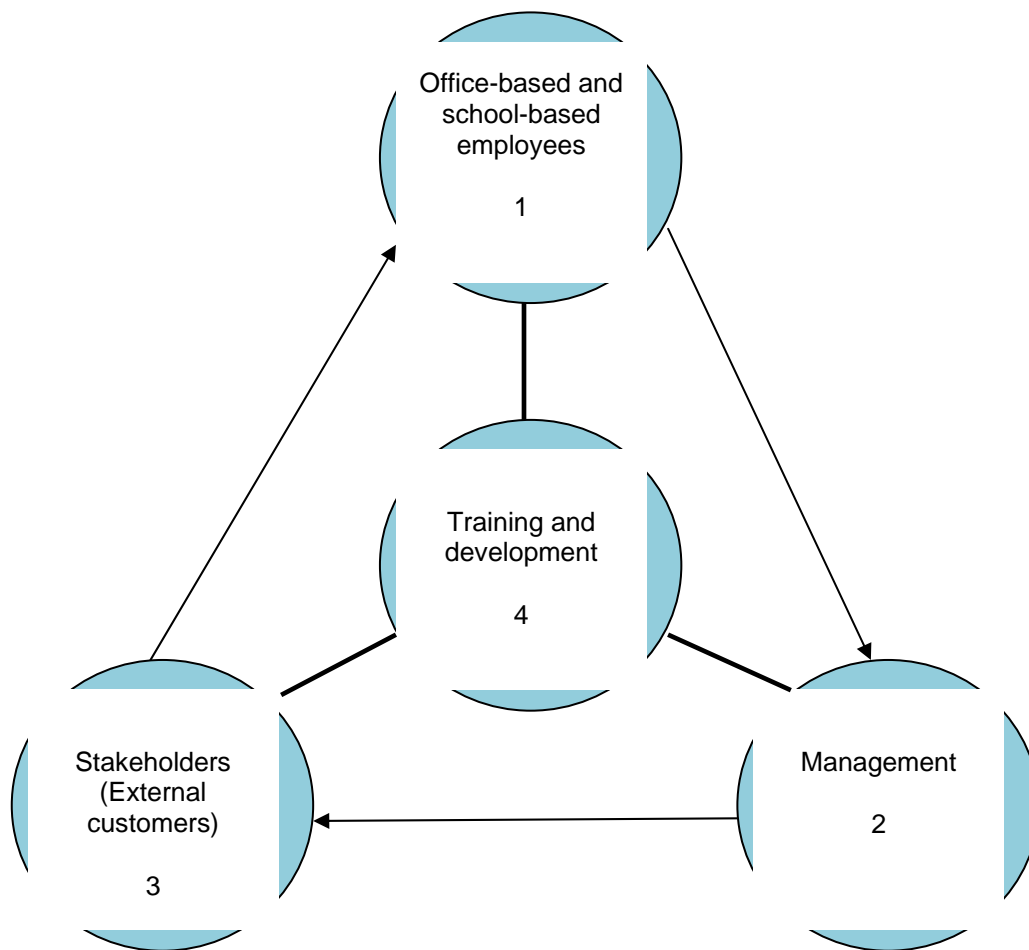 Office-based and
school-based
employees
1
Training and
development
4
Stakeholders
(External
customers)
3
Management
2